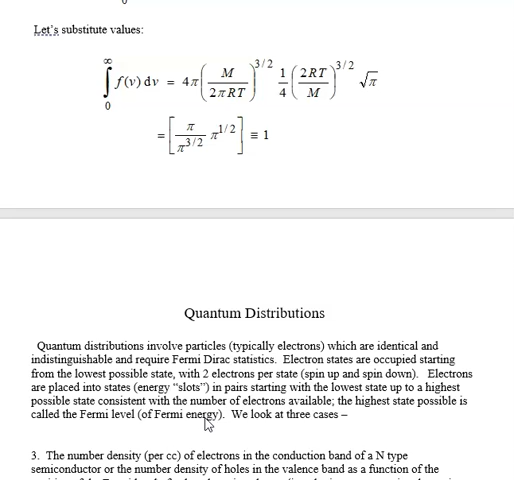 Let's substitute values:
∞
∫ f(v) dv = 4π (M / 2πRT)^3/2 1/4 (2RT / M)^3/2 √π
0
= [π / π^3/2 π^1/2] ≡ 1
Quantum Distributions
Quantum distributions involve particles (typically electrons) which are identical and
indistinguishable and require Fermi Dirac statistics. Electron states are occupied starting
from the lowest possible state, with 2 electrons per state (spin up and spin down). Electrons
are placed into states (energy “slots”) in pairs starting with the lowest state up to a highest
possible state consistent with the number of electrons available; the highest state possible is
called the Fermi level (of Fermi energy). We look at three cases –
3. The number density (per cc) of electrons in the conduction band of a N type
semiconductor or the number density of holes in the valence band as a function of the